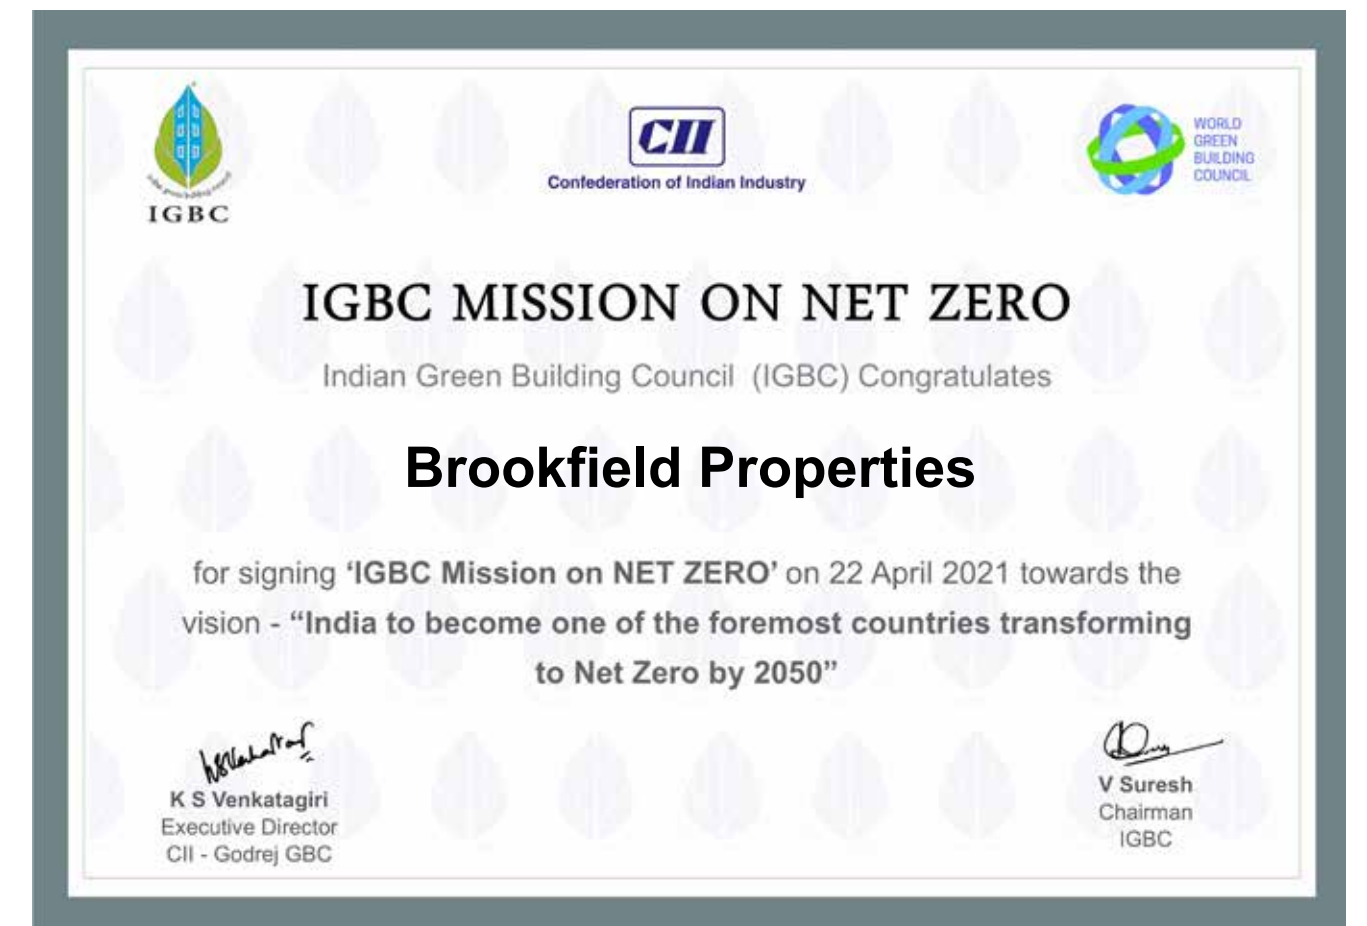 IGBC
CII
Confederation of Indian Industry
WORLD
GREEN
BUILDING
COUNCIL
IGBC MISSION ON NET ZERO
Indian Green Building Council (IGBC) Congratulates
Brookfield Properties
for signing ‘IGBC Mission on NET ZERO’ on 22 April 2021 towards the
vision - “India to become one of the foremost countries transforming
to Net Zero by 2050”
K S Venkatagiri
Executive Director
CII - Godrej GBC
V Suresh
Chairman
IGBC